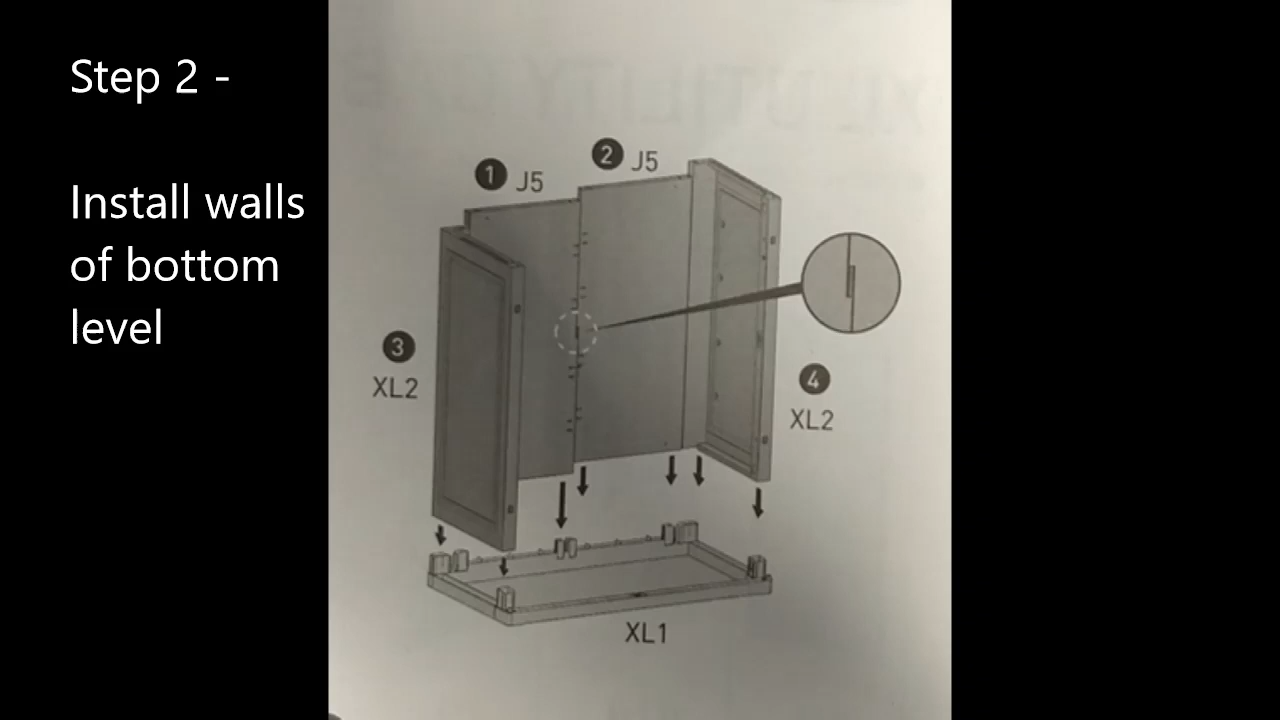 Step 2 -
Install walls
of bottom
level
1 J5
2 J5
3
XL2
4
XL2
XL1